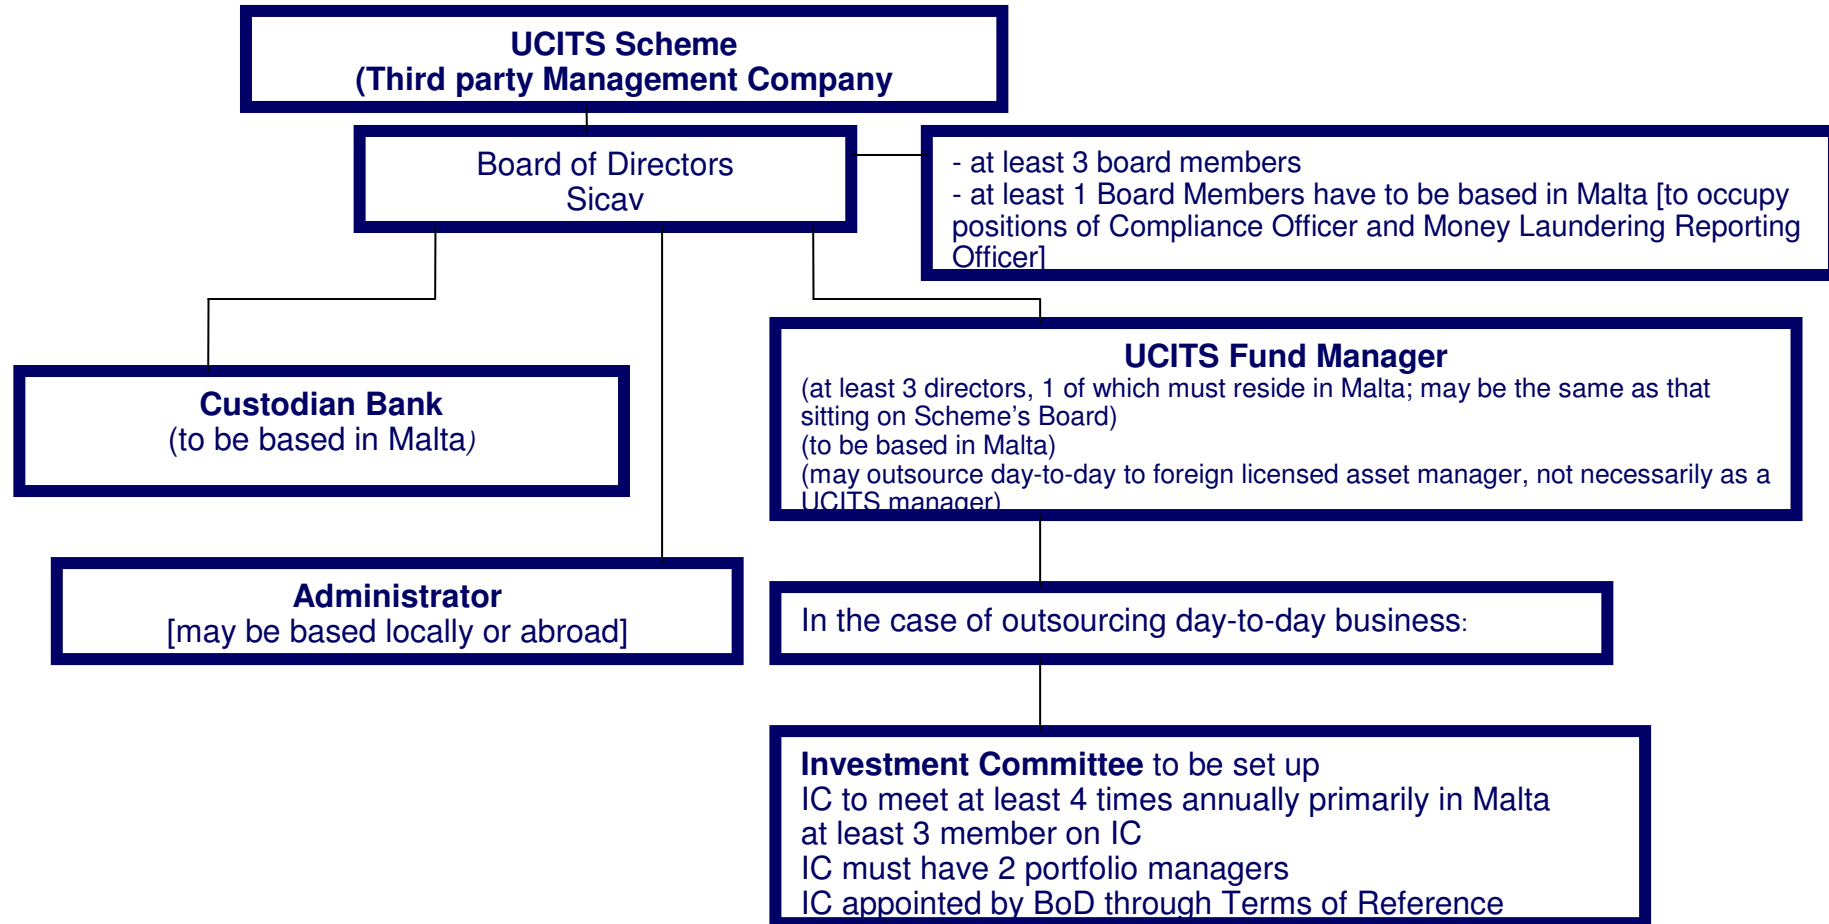 UCITS Scheme
(Third party Management Company
Board of Directors
Sicav
- at least 3 board members
- at least 1 Board Members have to be based in Malta [to occupy
positions of Compliance Officer and Money Laundering Reporting
Officer]
UCITS Fund Manager
(at least 3 directors, 1 of which must reside in Malta; may be the same as that
sitting on Scheme's Board)
(to be based in Malta)
(may outsource day-to-day to foreign licensed asset manager, not necessarily as a
UCITS manager)
Custodian Bank
(to be based in Malta)
Administrator
[may be based locally or abroad]
In the case of outsourcing day-to-day business:
Investment Committee to be set up
IC to meet at least 4 times annually primarily in Malta
at least 3 member on IC
IC must have 2 portfolio managers
IC appointed by BoD through Terms of Reference